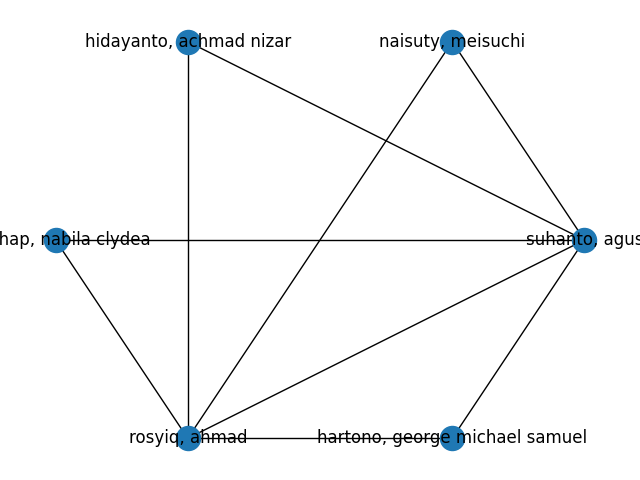 hidayanto, achmad nizar
naisuty, meisuchi
hap, nabila clydea
suhanto, agus
rosyiq, ahmad
hartono, george michael samuel